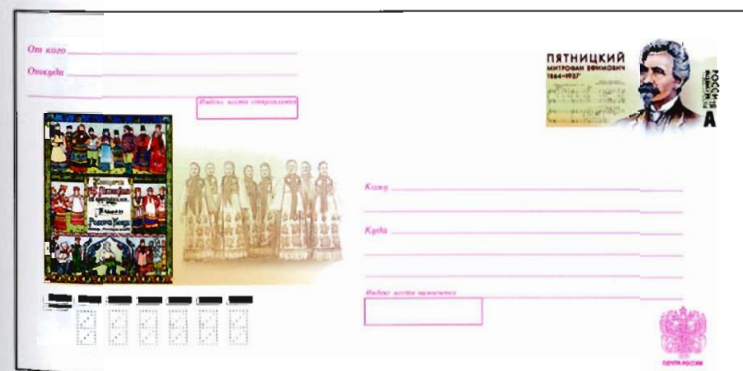 От кого
Откуда
Индекс места отправления
ПЯТНИЦКИЙ
МИТРОФАН ЕФИМОВИЧ
1864–1927
РОССИЯ
А
Концерты
Кому
Куда
Индекс места назначения
ПОЧТА РОССИИ